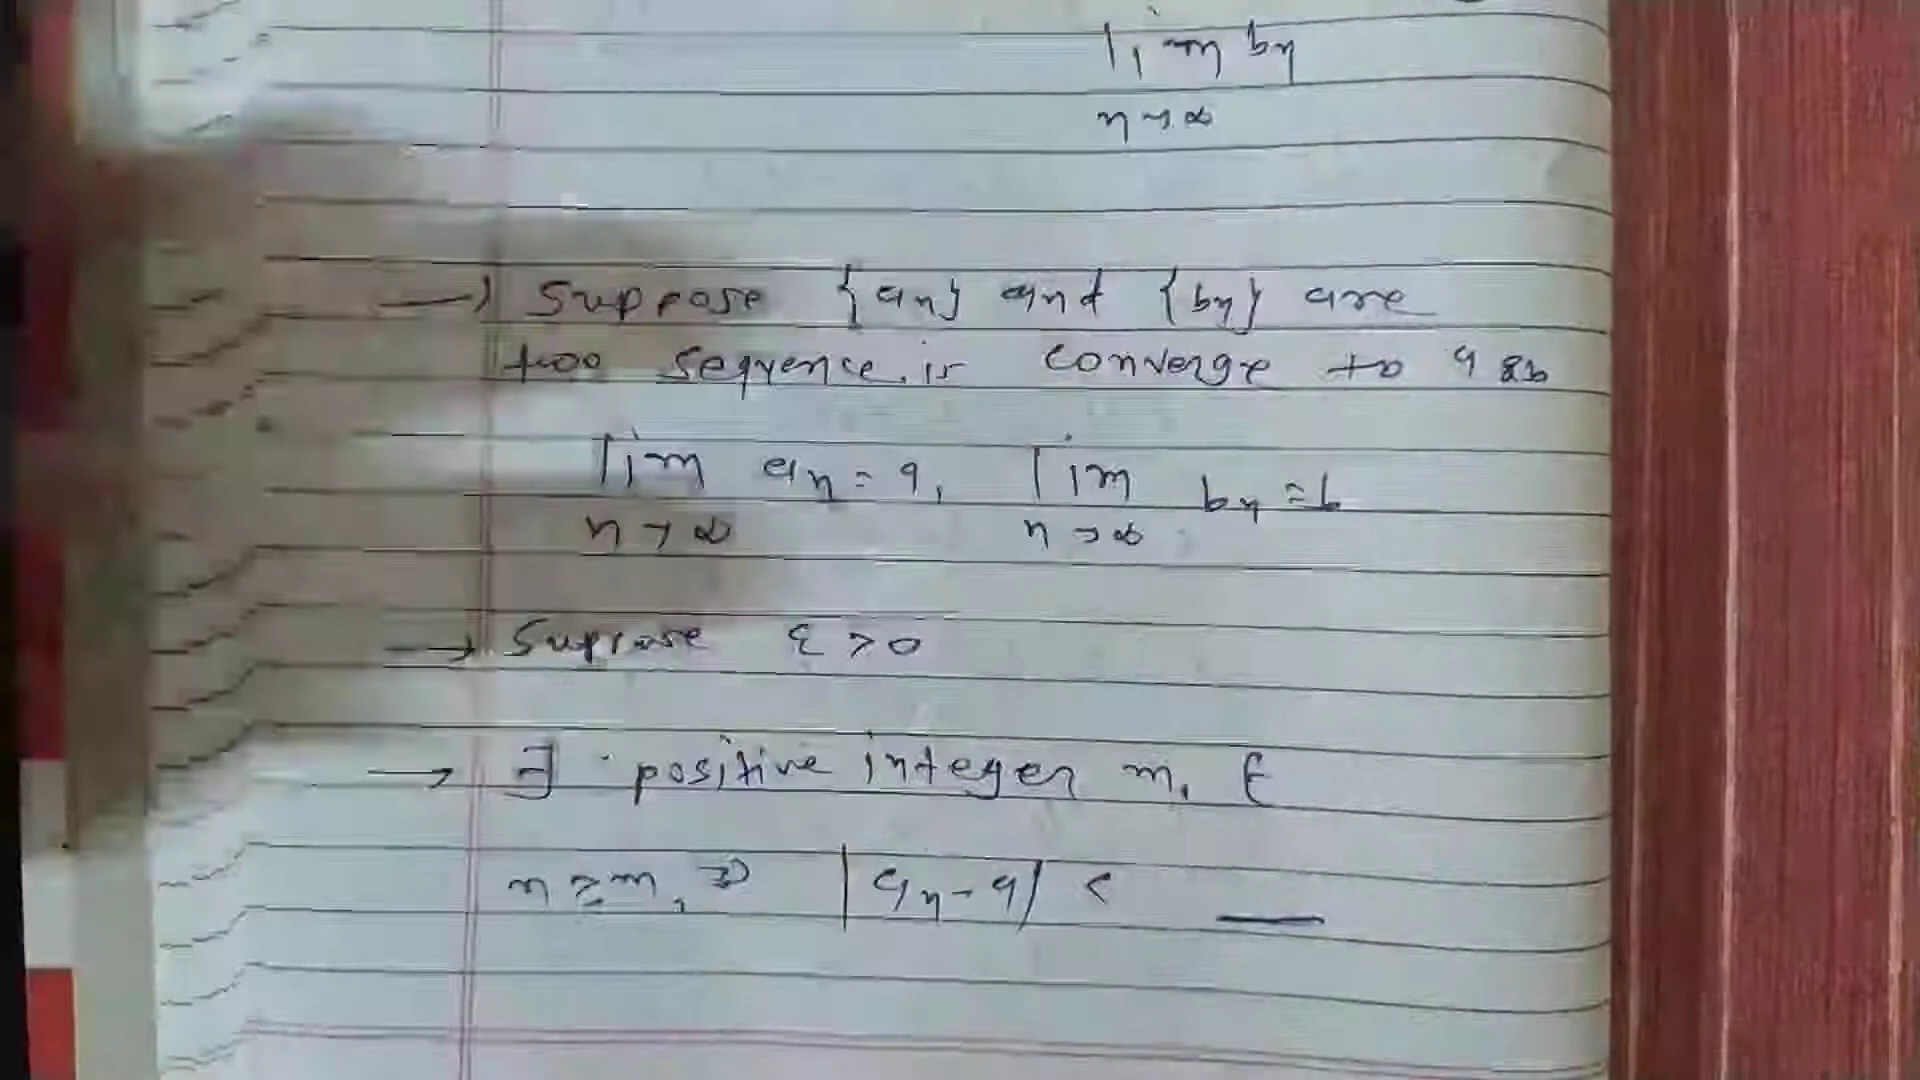 lim bn
n→∞
→ Suppose {an} and {bn} are
two sequence. is converge to a & b
lim an = a, lim bn = b
n→∞ n→∞
→ Suppose ε > 0
→ ∃ positive integer m,
n ≥ m, ⇒ |an - a| <